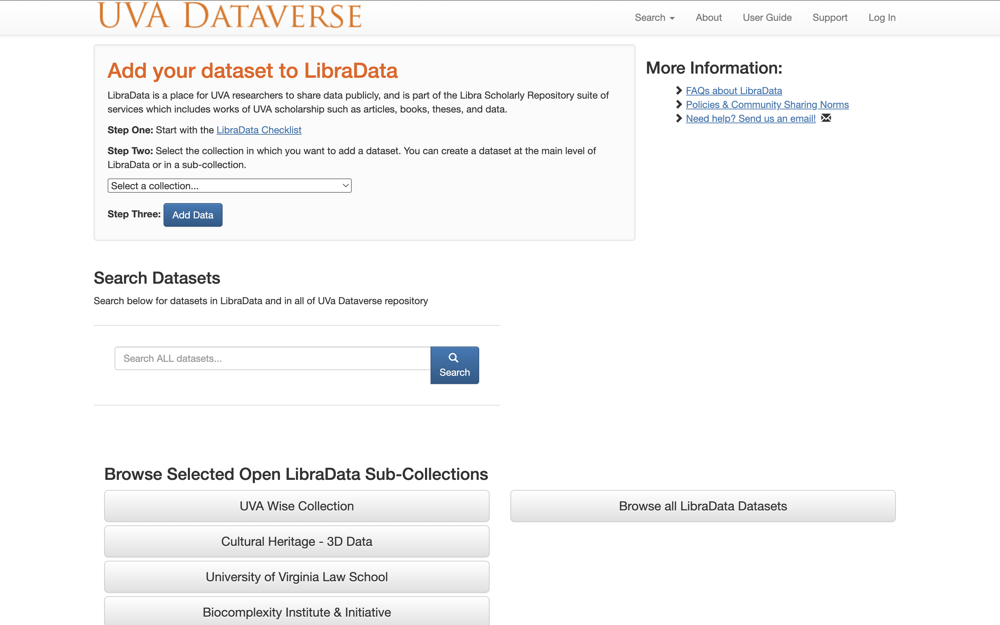 UVA DATAVERSE
Search
About
User Guide
Support
Log In
Add your dataset to LibraData
LibraData is a place for UVA researchers to share data publicly, and is part of the Libra Scholarly Repository suite of
services which includes works of UVA scholarship such as articles, books, theses, and data.
Step One: Start with the LibraData Checklist
Step Two: Select the collection in which you want to add a dataset. You can create a dataset at the main level of
LibraData or in a sub-collection.
Select a collection...
Step Three: Add Data
More Information:
FAQs about LibraData
Policies & Community Sharing Norms
Need help? Send us an email!
Search Datasets
Search below for datasets in LibraData and in all of UVa Dataverse repository
Search ALL datasets...
Search
Browse Selected Open LibraData Sub-Collections
UVA Wise Collection
Browse all LibraData Datasets
Cultural Heritage - 3D Data
University of Virginia Law School
Biocomplexity Institute & Initiative